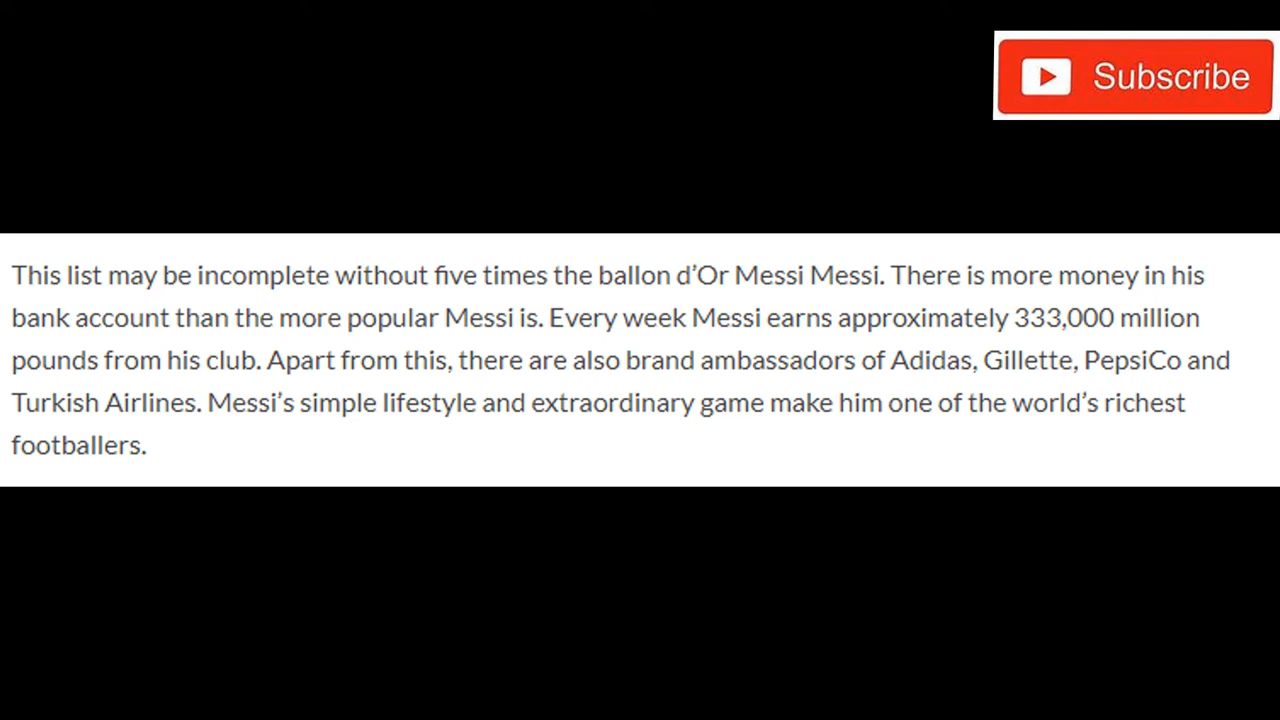 Subscribe
This list may be incomplete without five times the ballon d’Or Messi Messi. There is more money in his
bank account than the more popular Messi is. Every week Messi earns approximately 333,000 million
pounds from his club. Apart from this, there are also brand ambassadors of Adidas, Gillette, PepsiCo and
Turkish Airlines. Messi’s simple lifestyle and extraordinary game make him one of the world’s richest
footballers.